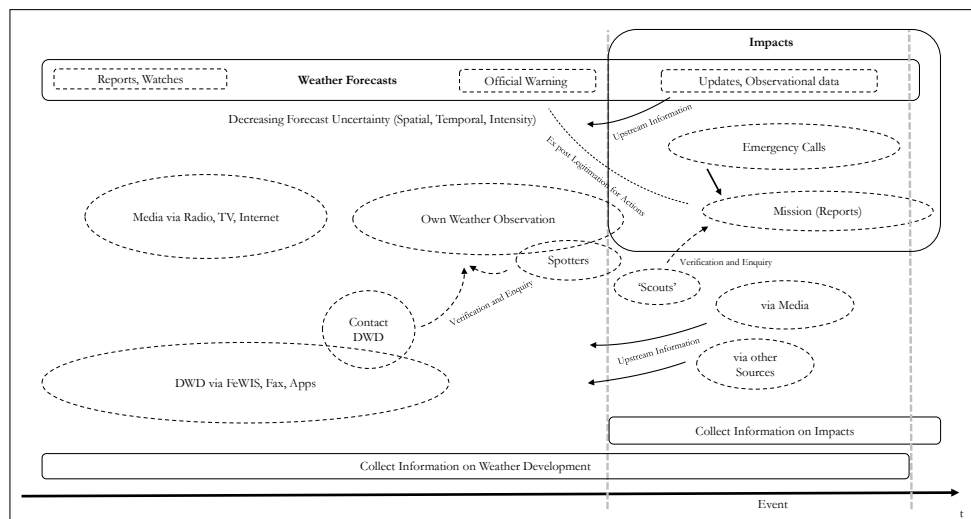 Impacts
Reports, Watches
Weather Forecasts
Official Warning
Updates, Observational data
Decreasing Forecast Uncertainty (Spatial, Temporal, Intensity)
Upstream Information
Ex post Legitimation for Actions
Emergency Calls
Media via Radio, TV, Internet
Own Weather Observation
Mission (Reports)
Spotters
Verification and Enquiry
'Scouts'
Verification and Enquiry
via Media
Contact
DWD
Upstream Information
via other
Sources
DWD via FeWIS, Fax, Apps
Collect Information on Impacts
Collect Information on Weather Development
Event
t